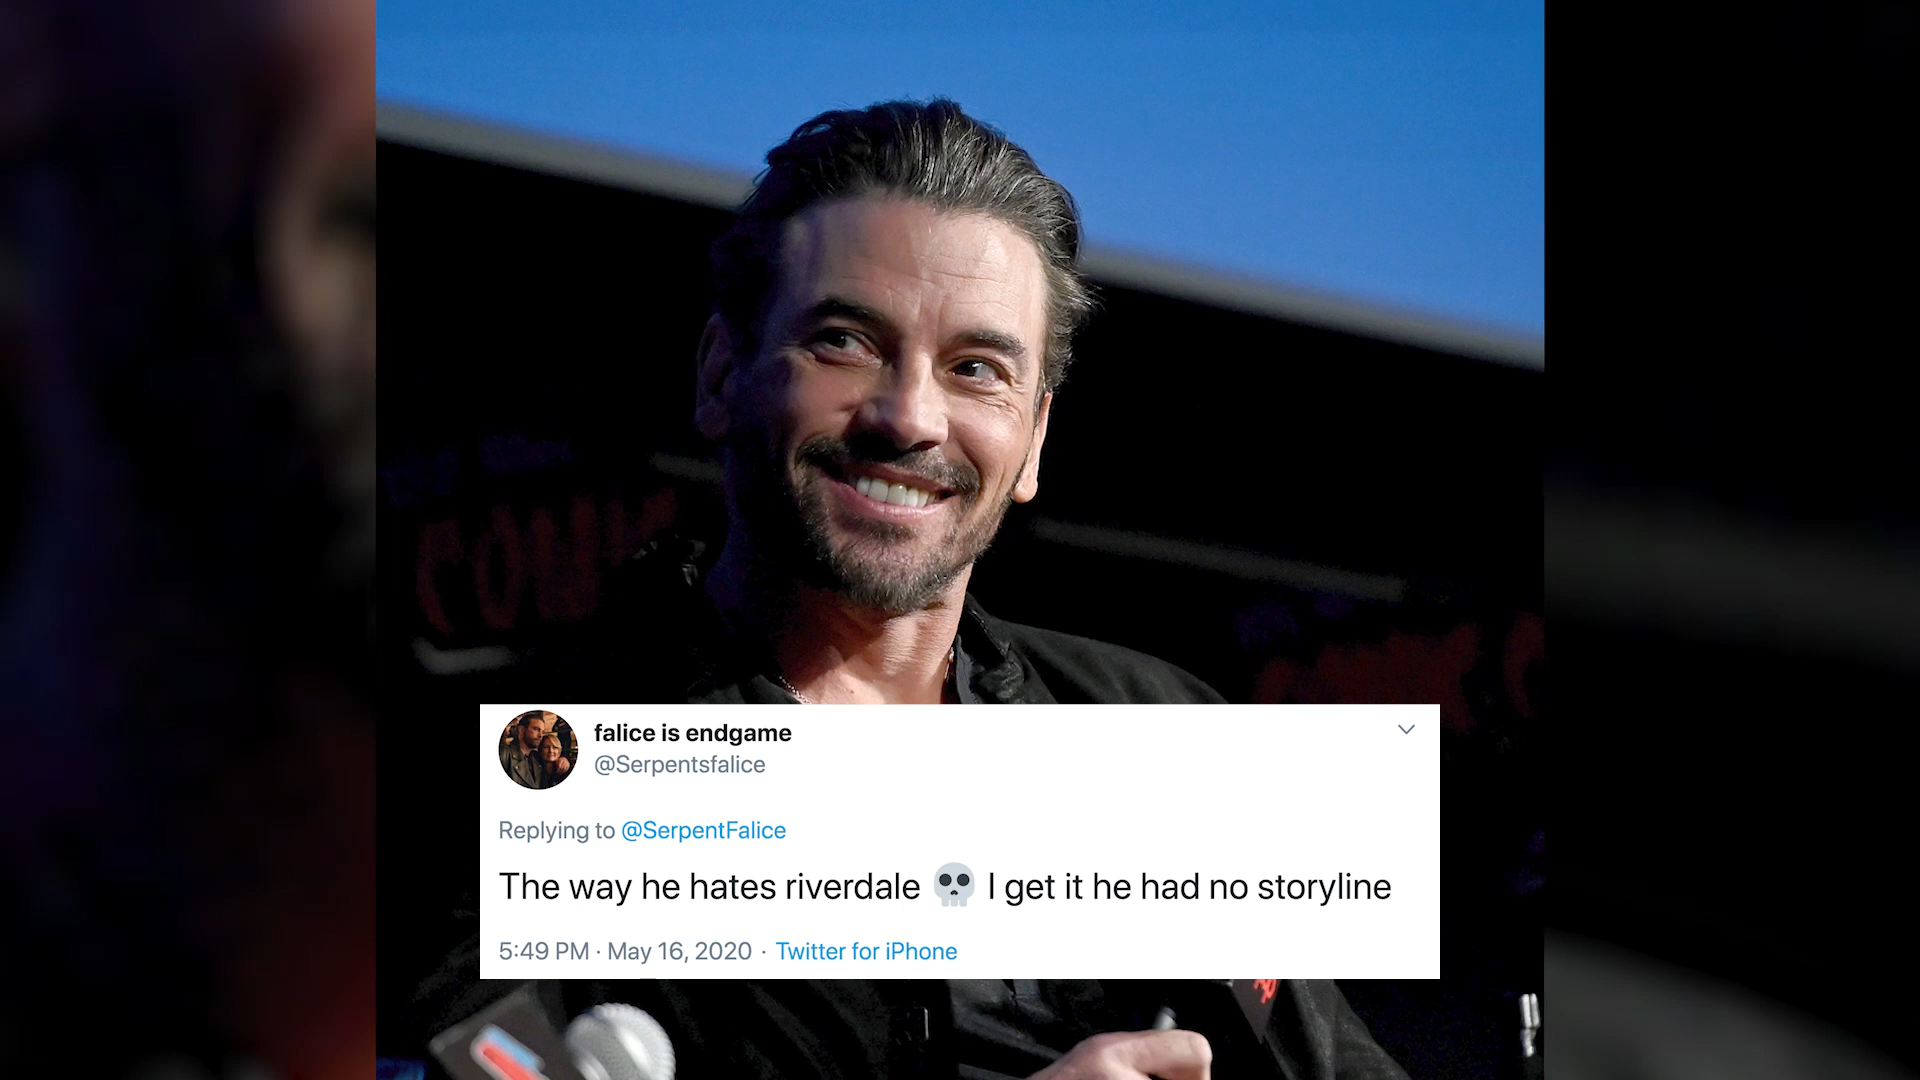 falice is endgame
@Serpentsfalice
Replying to @SerpentFalice
The way he hates riverdale 💀 I get it he had no storyline
5:49 PM · May 16, 2020 · Twitter for iPhone